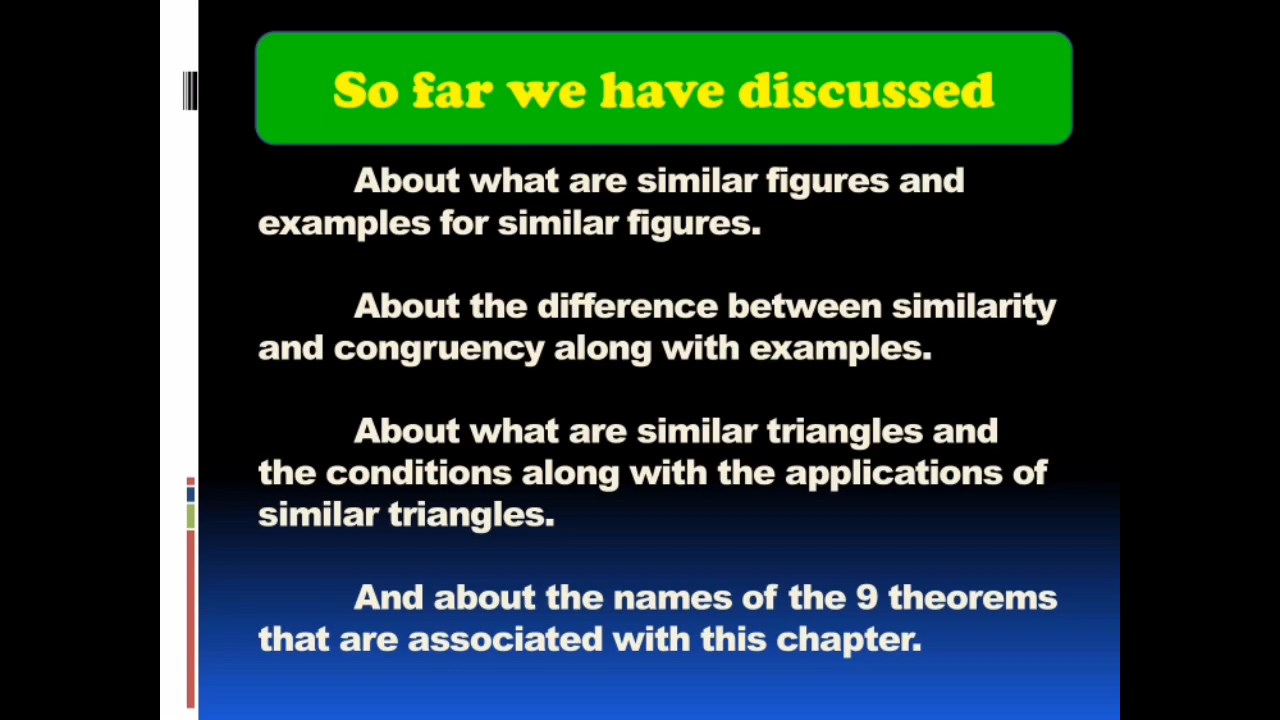 So far we have discussed
About what are similar figures and
examples for similar figures.
About the difference between similarity
and congruency along with examples.
About what are similar triangles and
the conditions along with the applications of
similar triangles.
And about the names of the 9 theorems
that are associated with this chapter.